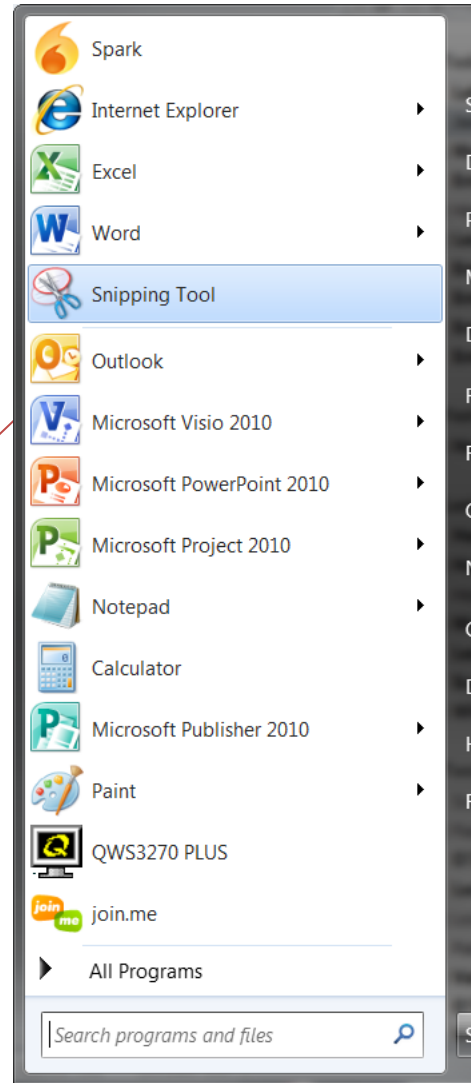 Spark
Internet Explorer
Excel
Word
Snipping Tool
Outlook
Microsoft Visio 2010
Microsoft PowerPoint 2010
Microsoft Project 2010
Notepad
Calculator
Microsoft Publisher 2010
Paint
QWS3270 PLUS
join.me
All Programs
Search programs and files